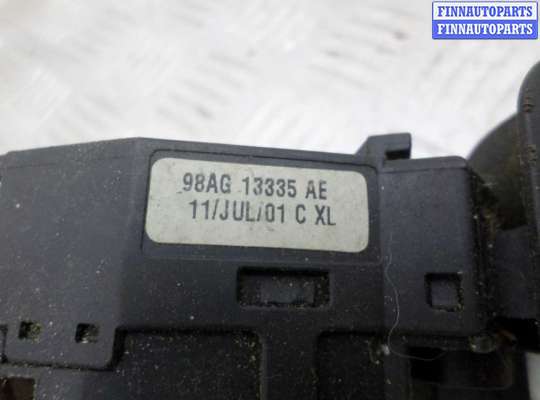 FINNAUTOPARTS
FINNAUTOPARTS
98AG 13335 AE
11/JUL/01 C XL